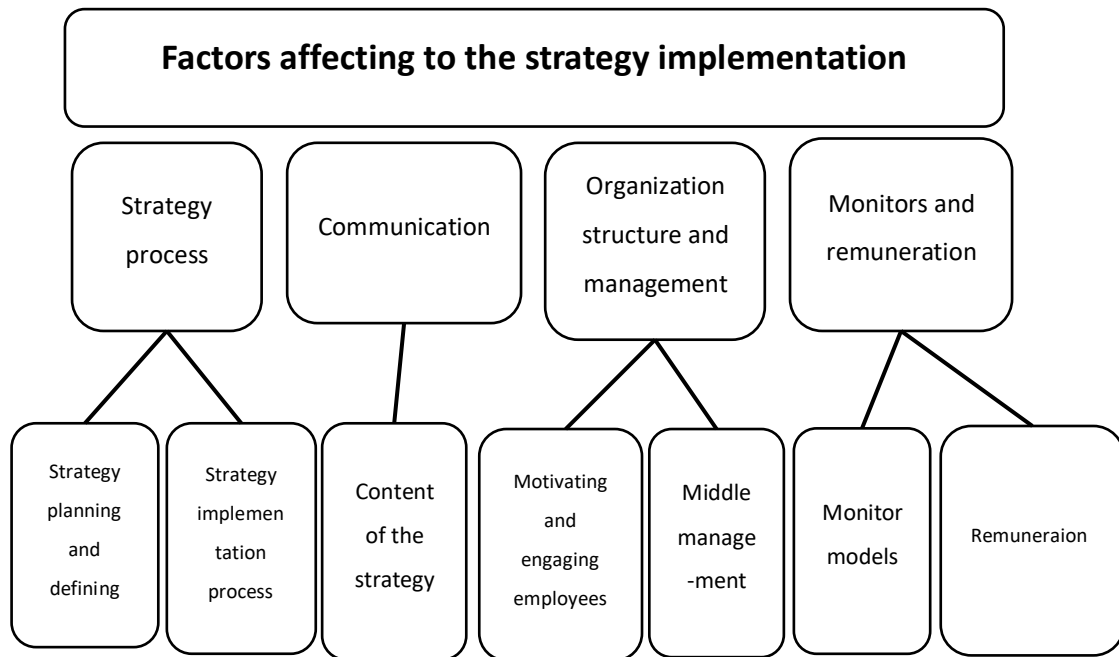 Factors affecting to the strategy implementation
Strategy
process
Communication
Organization
structure and
management
Monitors and
remuneration
Strategy
planning
and
defining
Strategy
implemen
tation
process
Content
of the
strategy
Motivating
and
engaging
employees
Middle
manage
-ment
Monitor
models
Remuneraion